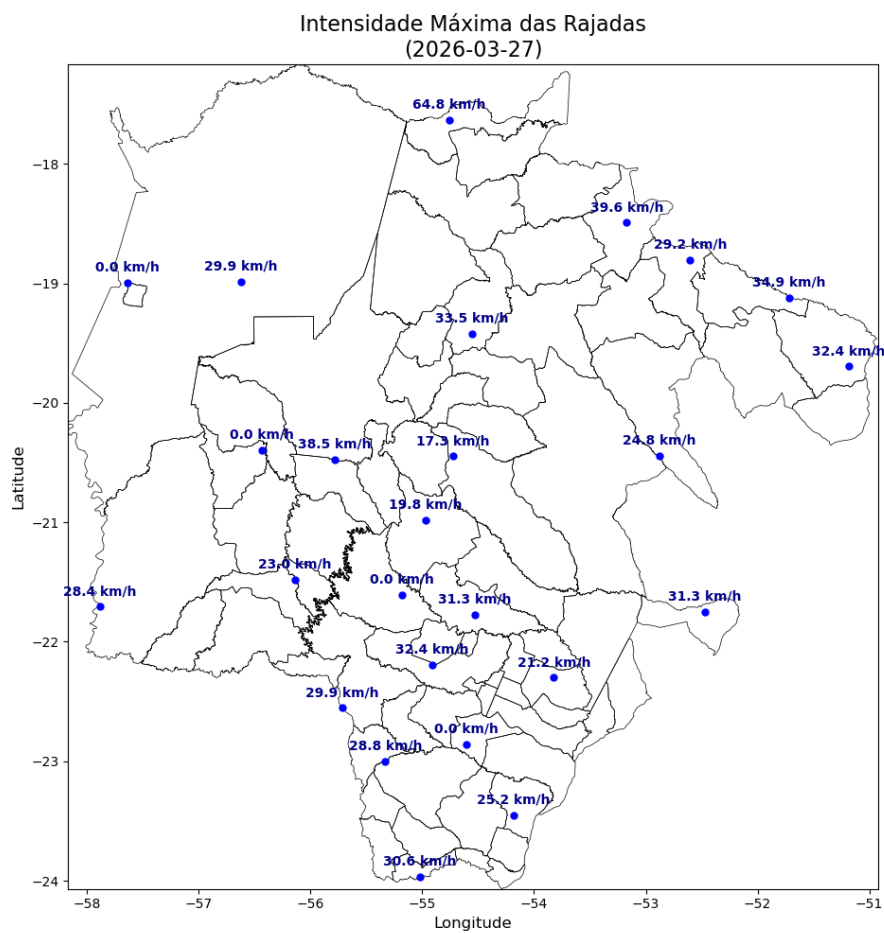 Intensidade Máxima das Rajadas
(2026-03-27)
64.8 km/h
39.6 km/h
29.2 km/h
0.0 km/h
29.9 km/h
34.9 km/h
33.5 km/h
32.4 km/h
0.0 km/h
38.5 km/h
17.3 km/h
24.8 km/h
19.8 km/h
23.0 km/h
0.0 km/h
28.4 km/h
31.3 km/h
31.3 km/h
32.4 km/h
21.2 km/h
29.9 km/h
0.0 km/h
28.8 km/h
25.2 km/h
30.6 km/h
−18
−19
−20
−21
−22
−23
−24
Latitude
−58 −57 −56 −55 −54 −53 −52 −51
Longitude